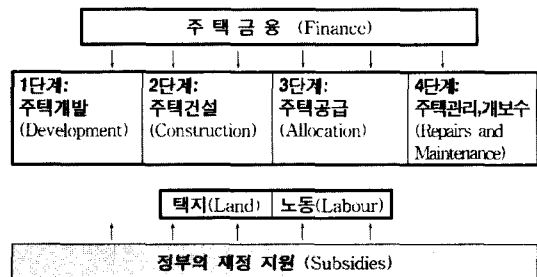 주 택 금 융 (Finance)
1단계: 2단계: 3단계: 4단계:
주택개발 주택건설 주택공급 주택관리,개보수
(Development) (Construction) (Allocation) (Repairs and
Maintenance)
택지(Land) 노동(Labour)
정부의 재정 지원 (Subsidies)